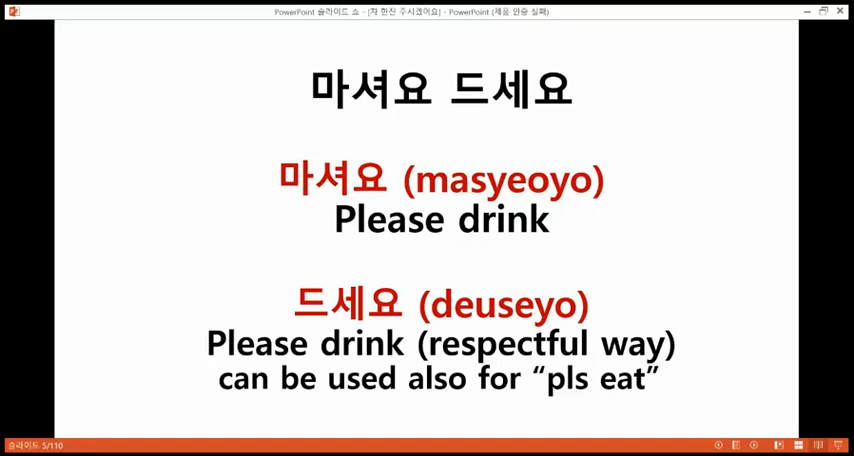 PowerPoint 슬라이드 쇼 - [차 한잔 주시겠어요] - PowerPoint (제품 인증 실패)
마셔요 드세요
마셔요 (masyeoyo)
Please drink
드세요 (deuseyo)
Please drink (respectful way)
can be used also for “pls eat”
슬라이드 5/110